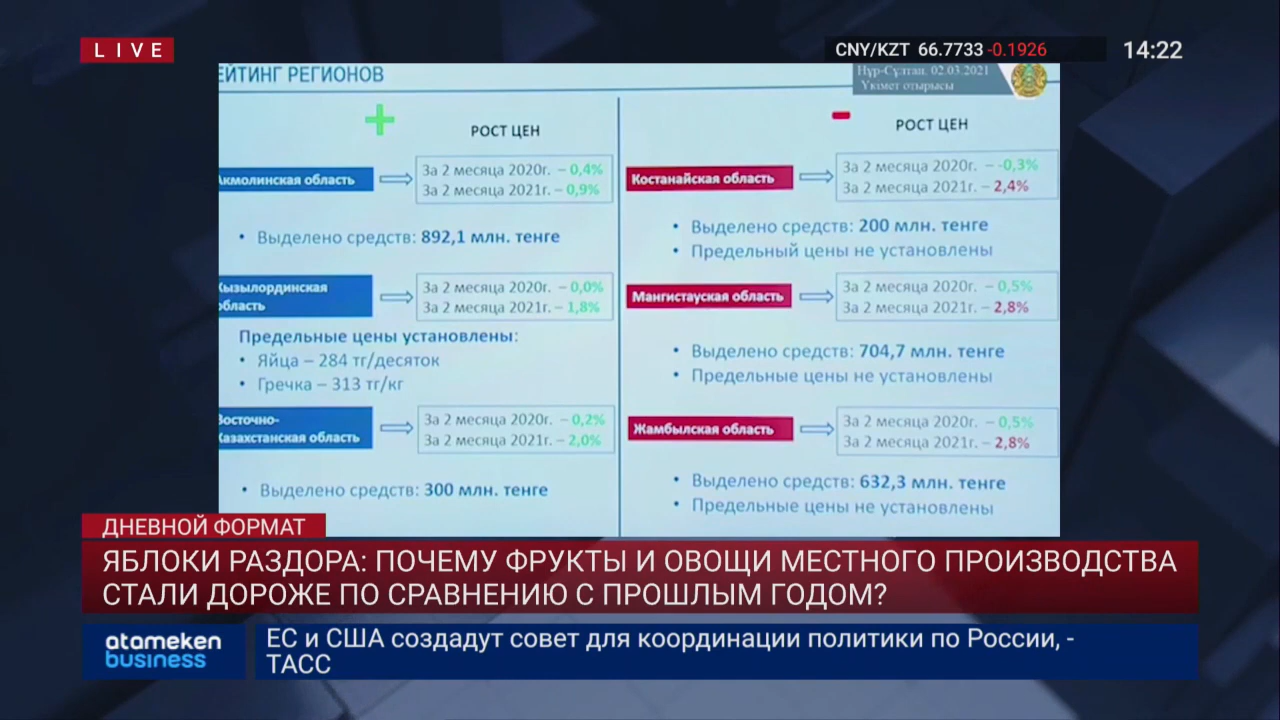 LIVE
CNY/KZT 66.7733 -0.1926
14:22
ЕЙТИНГ РЕГИОНОВ
Нұр-Сұлтан, 02.03.2021
Үкімет отырысы
+
РОСТ ЦЕН
Акмолинская область
За 2 месяца 2020г. – 0,4%
За 2 месяца 2021г. – 0,9%
• Выделено средств: 892,1 млн. тенге
Кызылординская
область
За 2 месяца 2020г. – 0,0%
За 2 месяца 2021г. – 1,8%
Предельные цены установлены:
• Яйца – 284 тг/десяток
• Гречка – 313 тг/кг
Восточно-
Казахстанская область
За 2 месяца 2020г. – 0,2%
За 2 месяца 2021г. – 2,0%
• Выделено средств: 300 млн. тенге
-
РОСТ ЦЕН
Костанайская область
За 2 месяца 2020г. – -0,3%
За 2 месяца 2021г. – 2,4%
• Выделено средств: 200 млн. тенге
• Предельный цены не установлены
Мангистауская область
За 2 месяца 2020г. – 0,5%
За 2 месяца 2021г. – 2,8%
• Выделено средств: 704,7 млн. тенге
• Предельные цены не установлены
Жамбылская область
За 2 месяца 2020г. – 0,5%
За 2 месяца 2021г. – 2,8%
• Выделено средств: 632,3 млн. тенге
• Предельные цены не установлены
ДНЕВНОЙ ФОРМАТ
ЯБЛОКИ РАЗДОРА: ПОЧЕМУ ФРУКТЫ И ОВОЩИ МЕСТНОГО ПРОИЗВОДСТВА
СТАЛИ ДОРОЖЕ ПО СРАВНЕНИЮ С ПРОШЛЫМ ГОДОМ?
atameken
business
ЕС и США создадут совет для координации политики по России, -
ТАСС